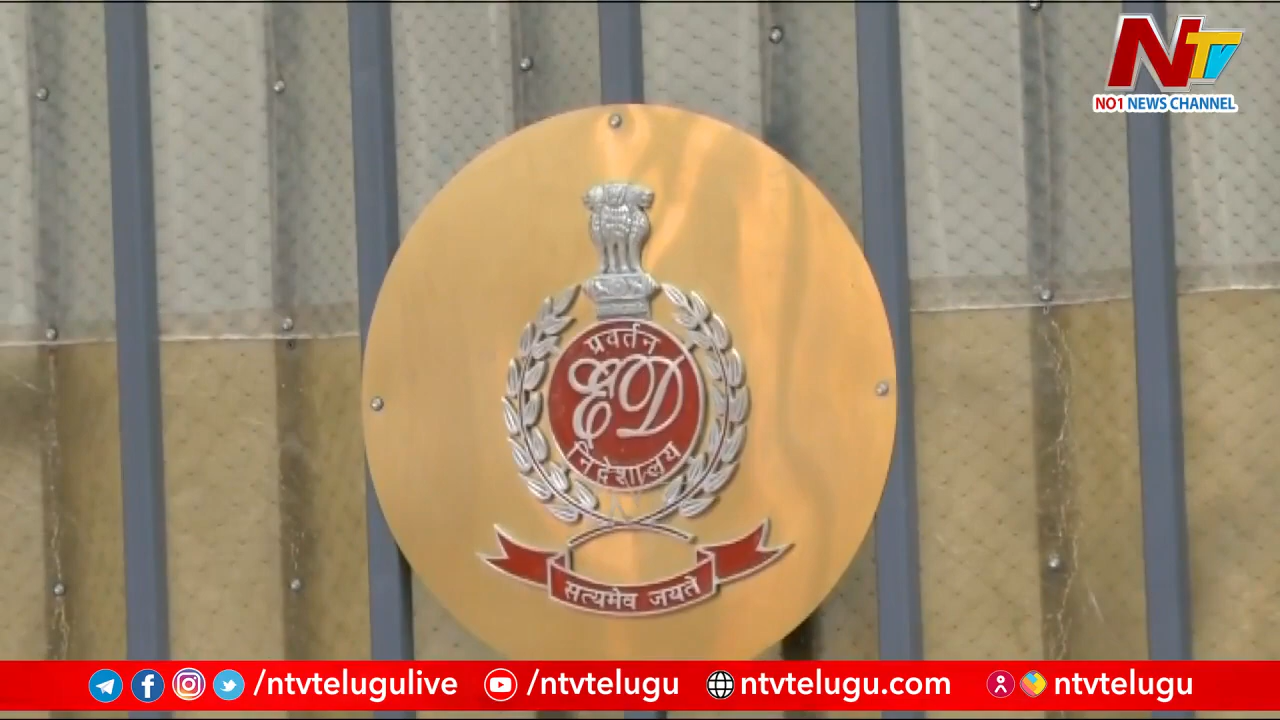 NTV
NO1 NEWS CHANNEL
प्रवर्तन
ED
निदेशालय
सत्यमेव जयते
/ntvtelugulive
/ntvtelugu
ntvtelugu.com
ntvtelugu